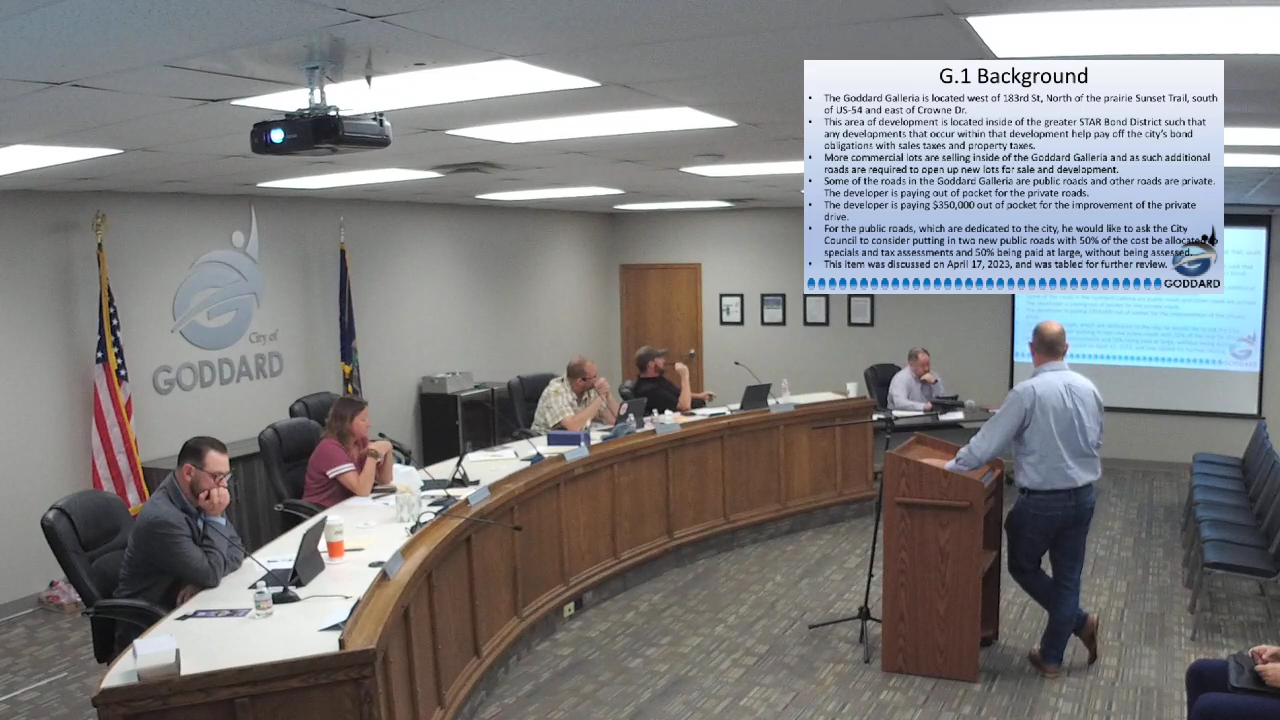 G.1 Background
• The Goddard Galleria is located west of 183rd St, North of the prairie Sunset Trail, south
of US-54 and east of Crowne Dr.
• This area of development is located inside of the greater STAR Bond District such that
any developments that occur within that development help pay off the city's bond
obligations with sales taxes and property taxes.
• More commercial lots are selling inside of the Goddard Galleria and as such additional
roads are required to open up new lots for sale and development.
• Some of the roads in the Goddard Galleria are public roads and other roads are private.
The developer is paying out of pocket for the private roads.
• The developer is paying $350,000 out of pocket for the improvement of the private
drive.
• For the public roads, which are dedicated to the city, he would like to ask the City
Council to consider putting in two new public roads with 50% of the cost be allocated to
specials and tax assessments and 50% being paid at large, without being assessed.
• This item was discussed on April 17, 2023, and was tabled for further review.
GODDARD
City of
GODDARD